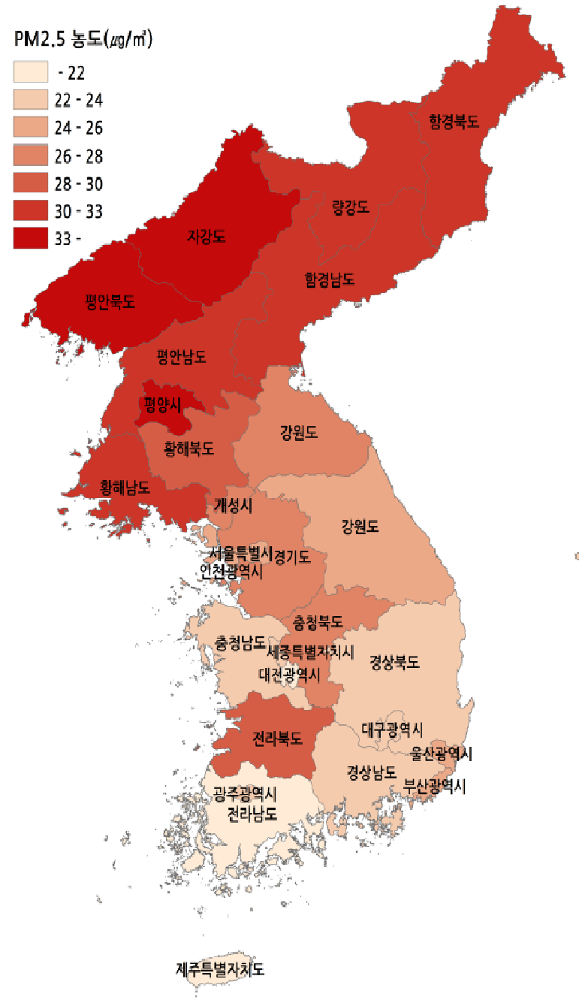 PM2.5 농도(㎍/㎥)
- 22
22 - 24
24 - 26
26 - 28
28 - 30
30 - 33
33 -
함경북도
량강도
자강도
함경남도
평안북도
평안남도
평양시
강원도
황해북도
황해남도
개성시
강원도
서울특별시
경기도
인천광역시
충청북도
충청남도
세종특별자치시
경상북도
대전광역시
대구광역시
전라북도
울산광역시
경상남도
부산광역시
광주광역시
전라남도
제주특별자치도